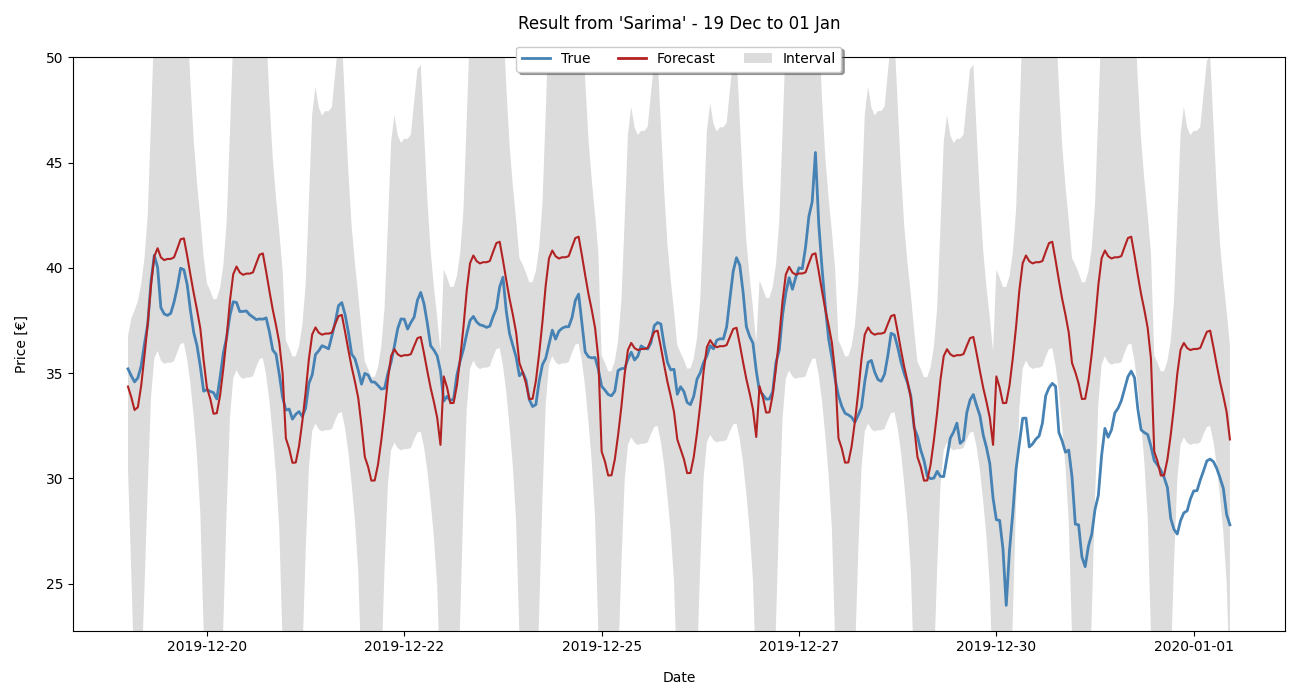 Result from 'Sarima' - 19 Dec to 01 Jan
True Forecast Interval
50
45
40
35
30
25
Price [€]
2019-12-20 2019-12-22 2019-12-25 2019-12-27 2019-12-30 2020-01-01
Date